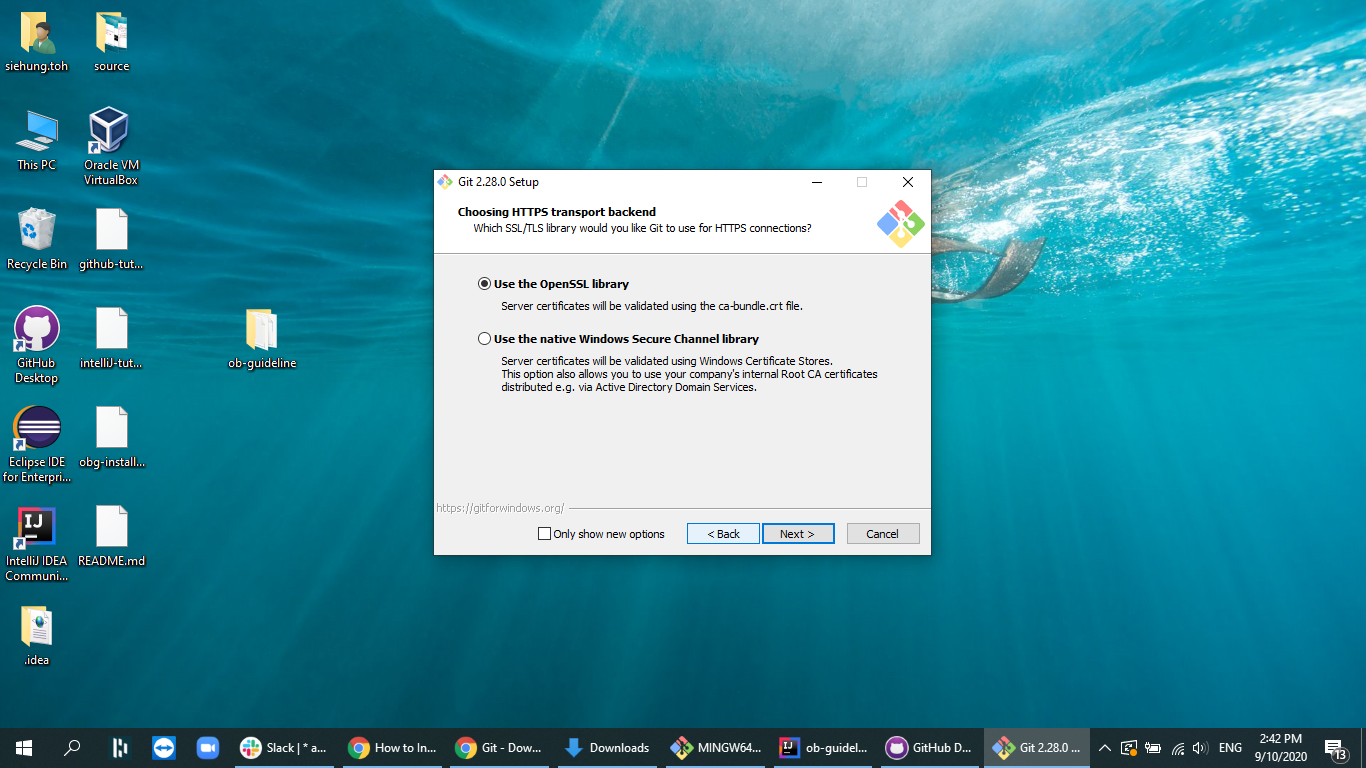 siehung.toh
source
This PC
Oracle VM
VirtualBox
Recycle Bin
github-tut...
GitHub
Desktop
intelliJ-tut...
ob-guideline
Eclipse IDE
for Enterpri...
obg-install...
IJ
IntelliJ IDEA
Communi...
README.md
.idea
Git 2.28.0 Setup
Choosing HTTPS transport backend
Which SSL/TLS library would you like Git to use for HTTPS connections?
Use the OpenSSL library
Server certificates will be validated using the ca-bundle.crt file.
Use the native Windows Secure Channel library
Server certificates will be validated using Windows Certificate Stores.
This option also allows you to use your company's internal Root CA certificates
distributed e.g. via Active Directory Domain Services.
https://gitforwindows.org/
Only show new options
< Back
Next >
Cancel
Slack | * a...
How to In...
Git - Dow...
Downloads
MINGW64...
IJ
ob-guidel...
GitHub D...
Git 2.28.0 ...
ENG
2:42 PM
9/10/2020
13